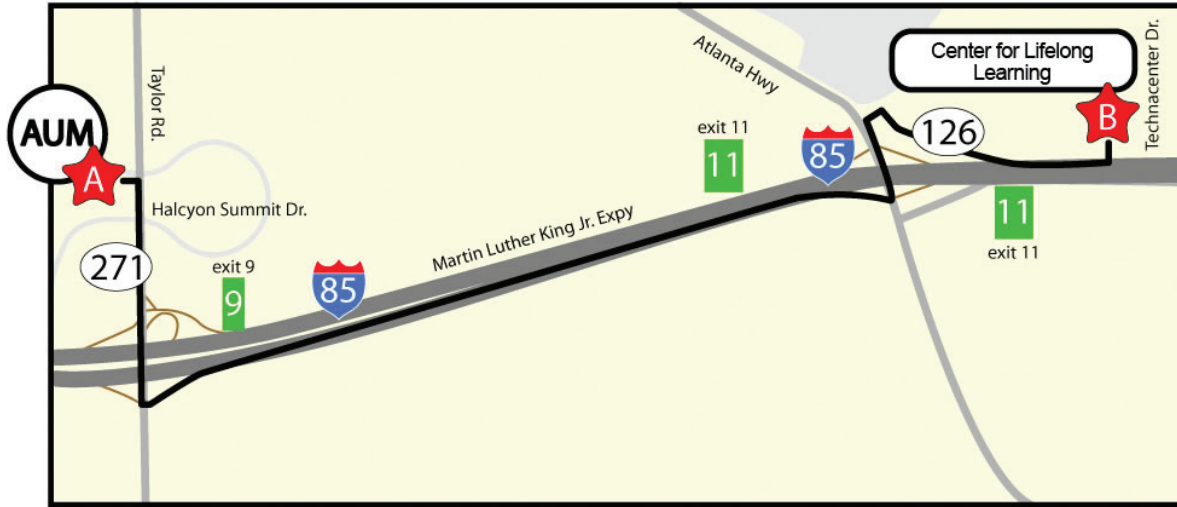 AUM
A
Taylor Rd.
Halcyon Summit Dr.
271
exit 9
9
85
Martin Luther King Jr. Expy
exit 11
11
85
Atlanta Hwy
Center for Lifelong
Learning
126
B
Technacenter Dr.
11
exit 11